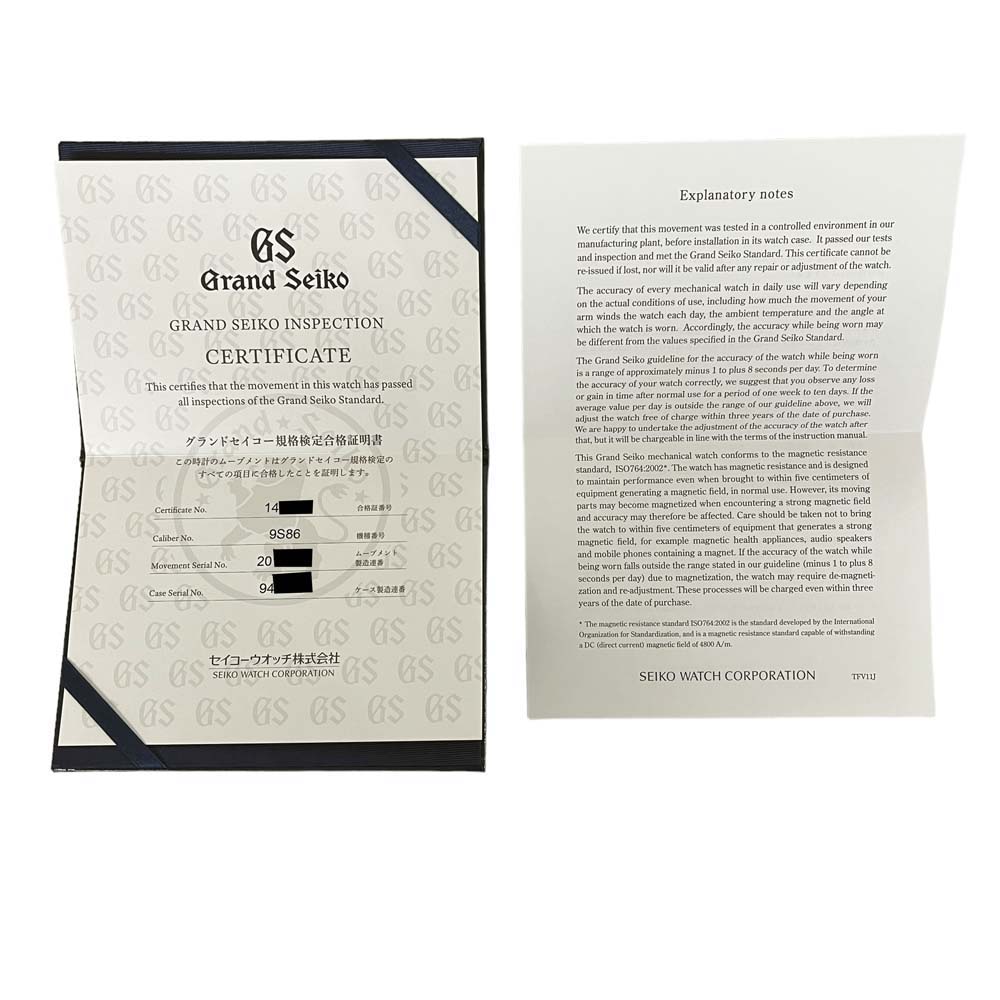 GS
Grand Seiko
GRAND SEIKO INSPECTION
CERTIFICATE
This certifies that the movement in this watch has passed
all inspections of the Grand Seiko Standard.
グランドセイコー規格検定合格証明書
この時計のムーブメントはグランドセイコー規格検定の
すべての項目に合格したことを証明します。
Certificate No. 14 合格証番号
Caliber No. 9S86 機種番号
Movement Serial No. 20 ムーブメント
製造連番
Case Serial No. 94 ケース製造連番
セイコーウオッチ株式会社
SEIKO WATCH CORPORATION
Explanatory notes
We certify that this movement was tested in a controlled environment in our
manufacturing plant, before installation in its watch case. It passed our tests
and inspection and met the Grand Seiko Standard. This certificate cannot be
re-issued if lost, nor will it be valid after any repair or adjustment of the watch.
The accuracy of every mechanical watch in daily use will vary depending
on the actual conditions of use, including how much the movement of your
arm winds the watch each day, the ambient temperature and the angle at
which the watch is worn. Accordingly, the accuracy while being worn may
be different from the values specified in the Grand Seiko Standard.
The Grand Seiko guideline for the accuracy of the watch while being worn
is a range of approximately minus 1 to plus 8 seconds per day. To determine
the accuracy of your watch correctly, we suggest that you observe any loss
or gain in time after normal use for a period of one week to ten days. If the
average value per day is outside the range of our guideline above, we will
adjust the watch free of charge within three years of the date of purchase.
We are happy to undertake the adjustment of the accuracy of the watch after
that, but it will be chargeable in line with the terms of the instruction manual.
This Grand Seiko mechanical watch conforms to the magnetic resistance
standard, ISO764:2002*. The watch has magnetic resistance and is designed
to maintain performance even when brought to within five centimeters of
equipment generating a magnetic field, in normal use. However, its moving
parts may become magnetized when encountering a strong magnetic field
and accuracy may therefore be affected. Care should be taken not to bring
the watch to within five centimeters of equipment that generates a strong
magnetic field, for example magnetic health appliances, audio speakers
and mobile phones containing a magnet. If the accuracy of the watch while
being worn falls outside the range stated in our guideline (minus 1 to plus 8
seconds per day) due to magnetization, the watch may require de-magneti-
zation and re-adjustment. These processes will be charged even within three
years of the date of purchase.
* The magnetic resistance standard ISO764:2002 is the standard developed by the International
Organization for Standardization, and is a magnetic resistance standard capable of withstanding
a DC (direct current) magnetic field of 4800 A/m.
SEIKO WATCH CORPORATION TFV11J